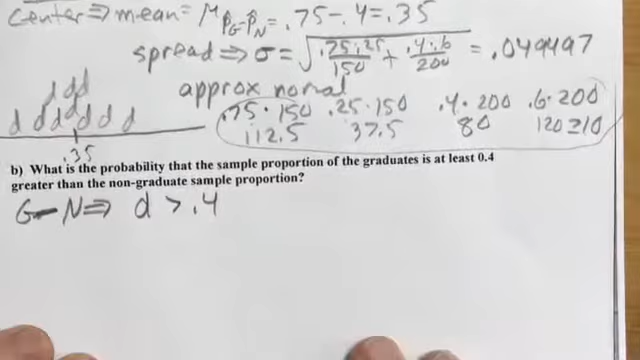 center ⇒ mean = μ p̂G-p̂N = .75 - .4 = .35
spread ⇒ σ = √(.75·.25/150 + .4·.6/200) = .049497
approx normal
.75·150 .25·150 .4·200 .6·200
112.5 37.5 80 120 ≥10
d d d
d d d d d d
.35
b) What is the probability that the sample proportion of the graduates is at least 0.4
greater than the non-graduate sample proportion?
G-N ⇒ d > .4